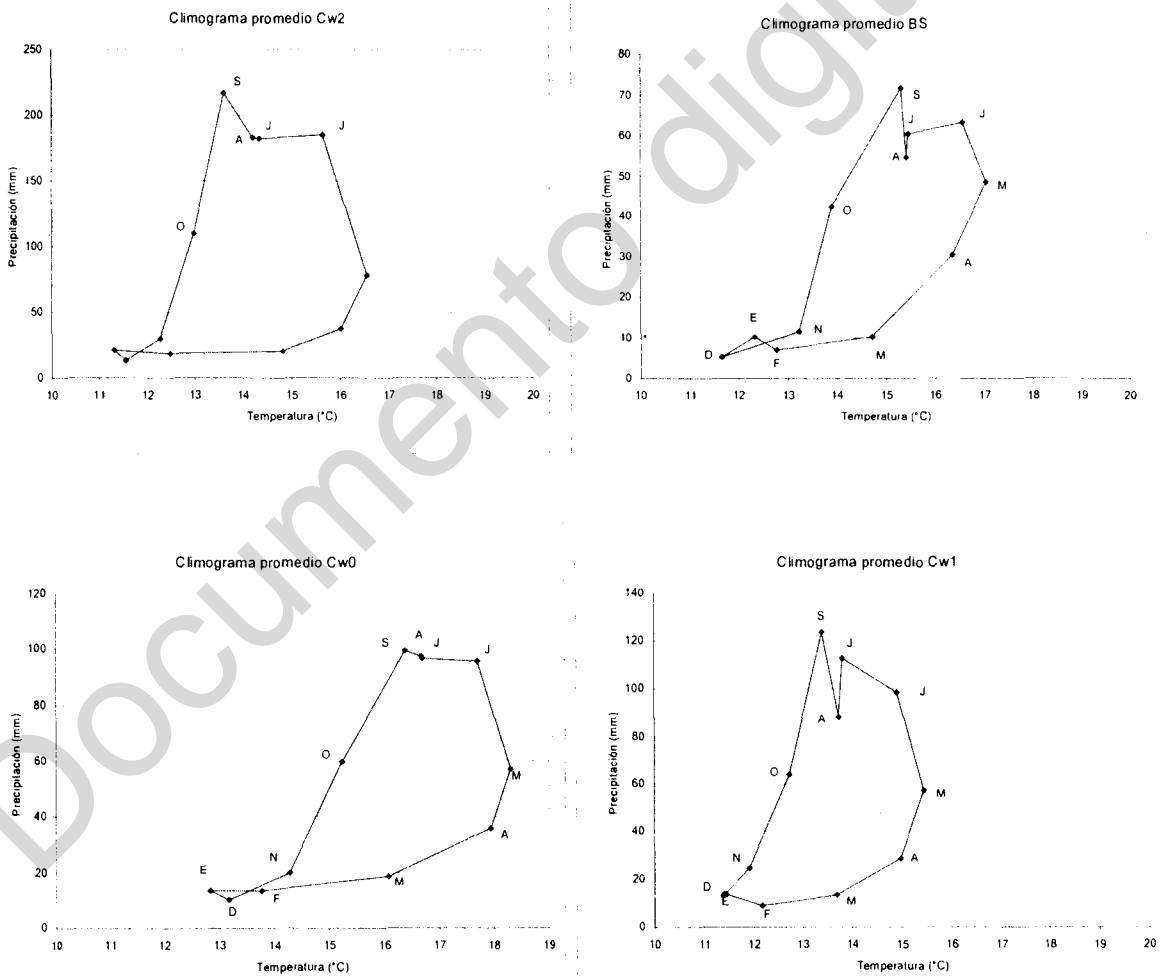 Climograma promedio Cw2
250
200
150
100
50
0
Precipitación (mm)
S
J
A
J
O
10 11 12 13 14 15 16 17 18 19 20
Temperatura (°C)
Climograma promedio BS
80
70
60
50
40
30
20
10
0
Precipitación (mm)
S
J
J
A
M
O
A
E
N
D
F
M
10 11 12 13 14 15 16 17 18 19 20
Temperatura (°C)
Climograma promedio Cw0
120
100
80
60
40
20
0
Precipitación (mm)
S A J J
O
M
A
N
E
F
M
D
10 11 12 13 14 15 16 17 18 19
Temperatura (°C)
Climograma promedio Cw1
140
120
100
80
60
40
20
0
Precipitación (mm)
S
J
J
A
O
M
N
A
D
E
F
M
10 11 12 13 14 15 16 17 18 19 20
Temperatura (°C)
Documento digit